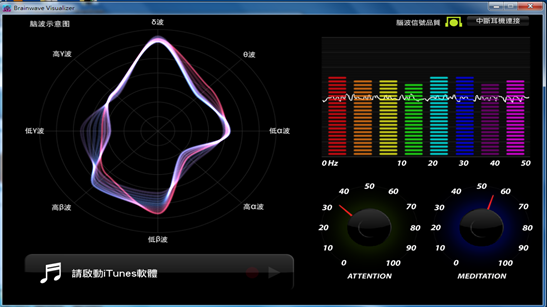 Brainwave Visualizer
腦波示意图
腦波信號品質
中斷耳機連接
δ波
θ波
低α波
高α波
低β波
高β波
低γ波
高γ波
0 Hz 10 20 30 40 50
0 10 20 30 40 50 60 70 80 90 100
ATTENTION
0 10 20 30 40 50 60 70 80 90 100
MEDITATION
請啟動iTunes軟體